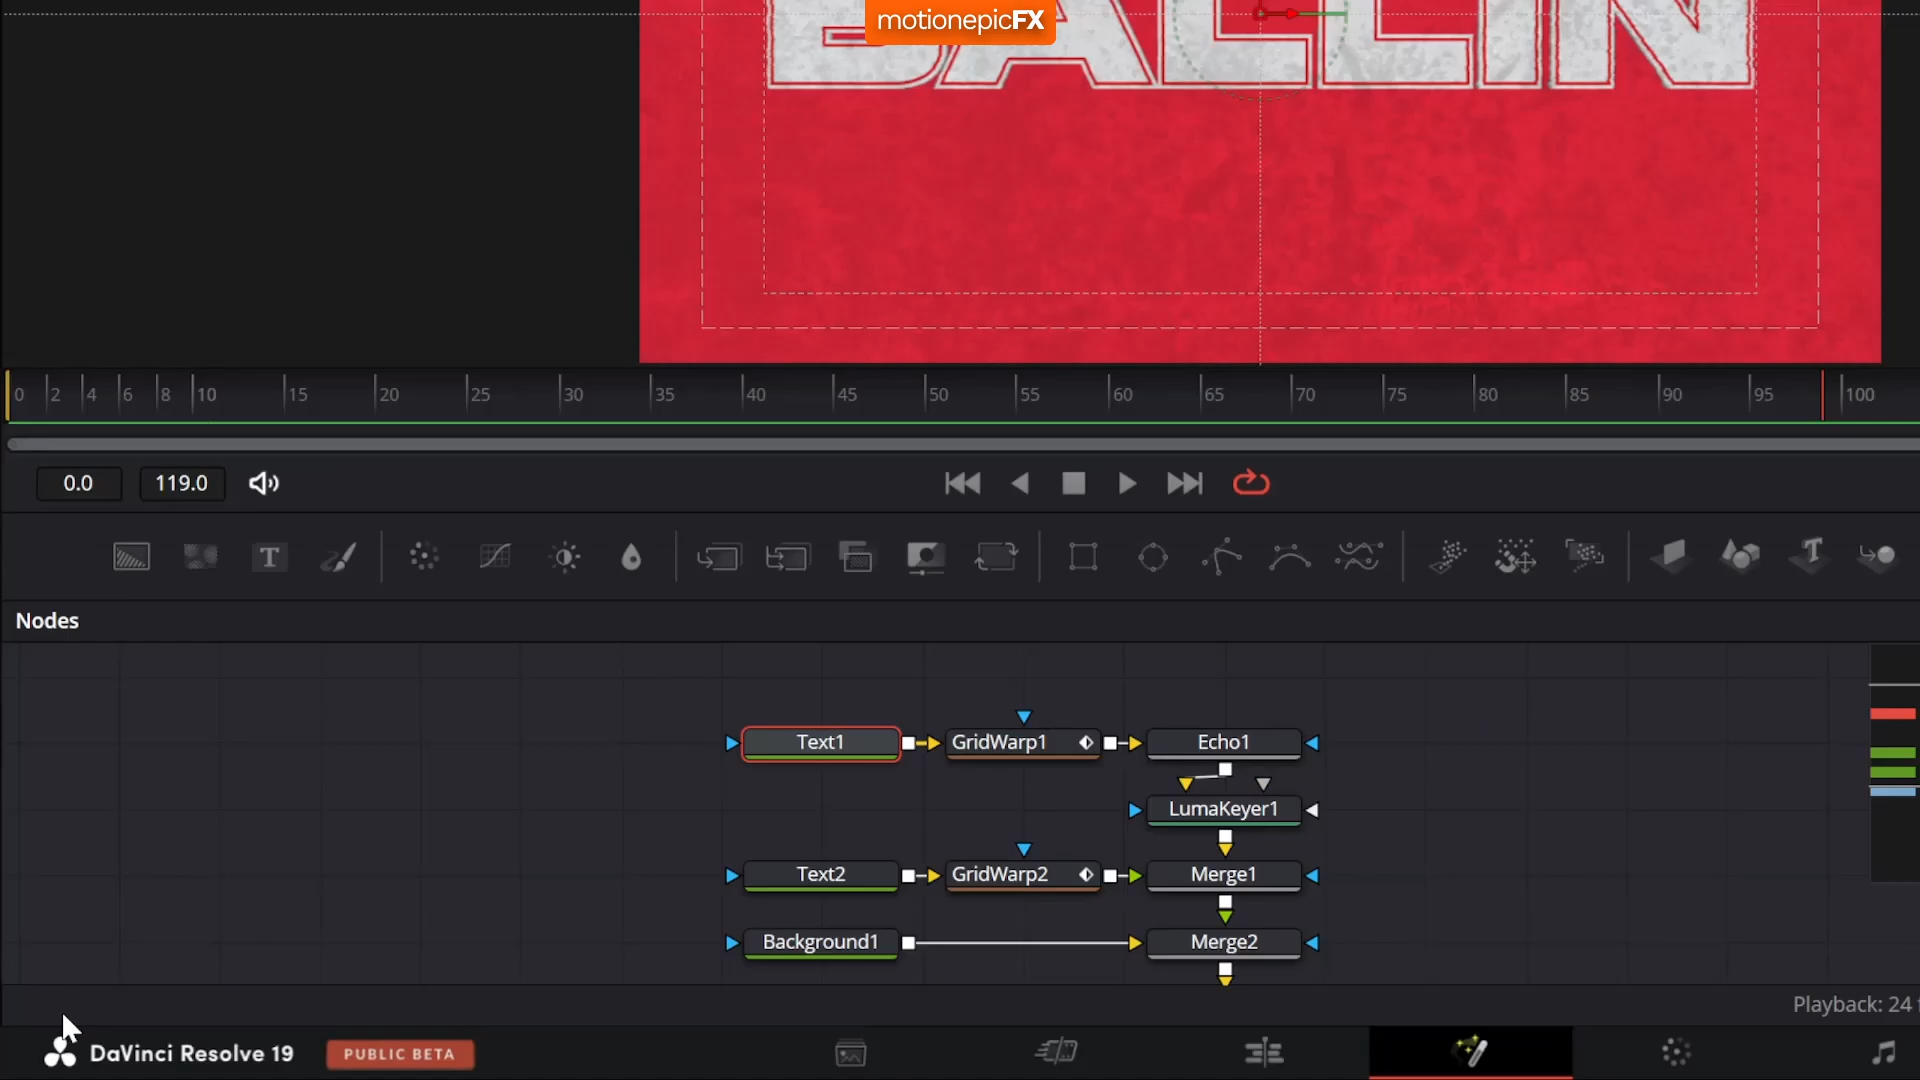 motionepicFX
BALLIN
0 2 4 6 8 10 15 20 25 30 35 40 45 50 55 60 65 70 75 80 85 90 95 100
0.0 119.0
T
T
Nodes
Text1 GridWarp1 Echo1
LumaKeyer1
Text2 GridWarp2 Merge1
Background1 Merge2
Playback: 24
DaVinci Resolve 19 PUBLIC BETA